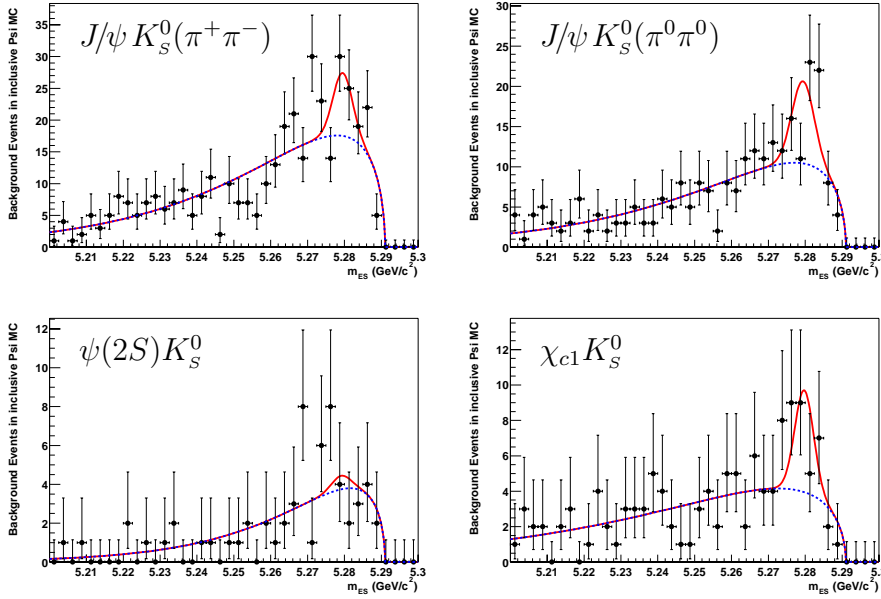 Background Events in inclusive Psi MC
J/ψ K⁰_S(π⁺π⁻)
35
30
25
20
15
10
5
0
5.21 5.22 5.23 5.24 5.25 5.26 5.27 5.28 5.29 5.3
m_ES (GeV/c²)
Background Events in inclusive Psi MC
J/ψ K⁰_S(π⁰π⁰)
30
25
20
15
10
5
0
5.21 5.22 5.23 5.24 5.25 5.26 5.27 5.28 5.29 5.
m_ES (GeV/c²)
Background Events in inclusive Psi MC
ψ(2S)K⁰_S
12
10
8
6
4
2
0
5.21 5.22 5.23 5.24 5.25 5.26 5.27 5.28 5.29 5.3
m_ES (GeV/c²)
Background Events in inclusive Psi MC
χ_c1K⁰_S
12
10
8
6
4
2
0
5.21 5.22 5.23 5.24 5.25 5.26 5.27 5.28 5.29 5.
m_ES (GeV/c²)